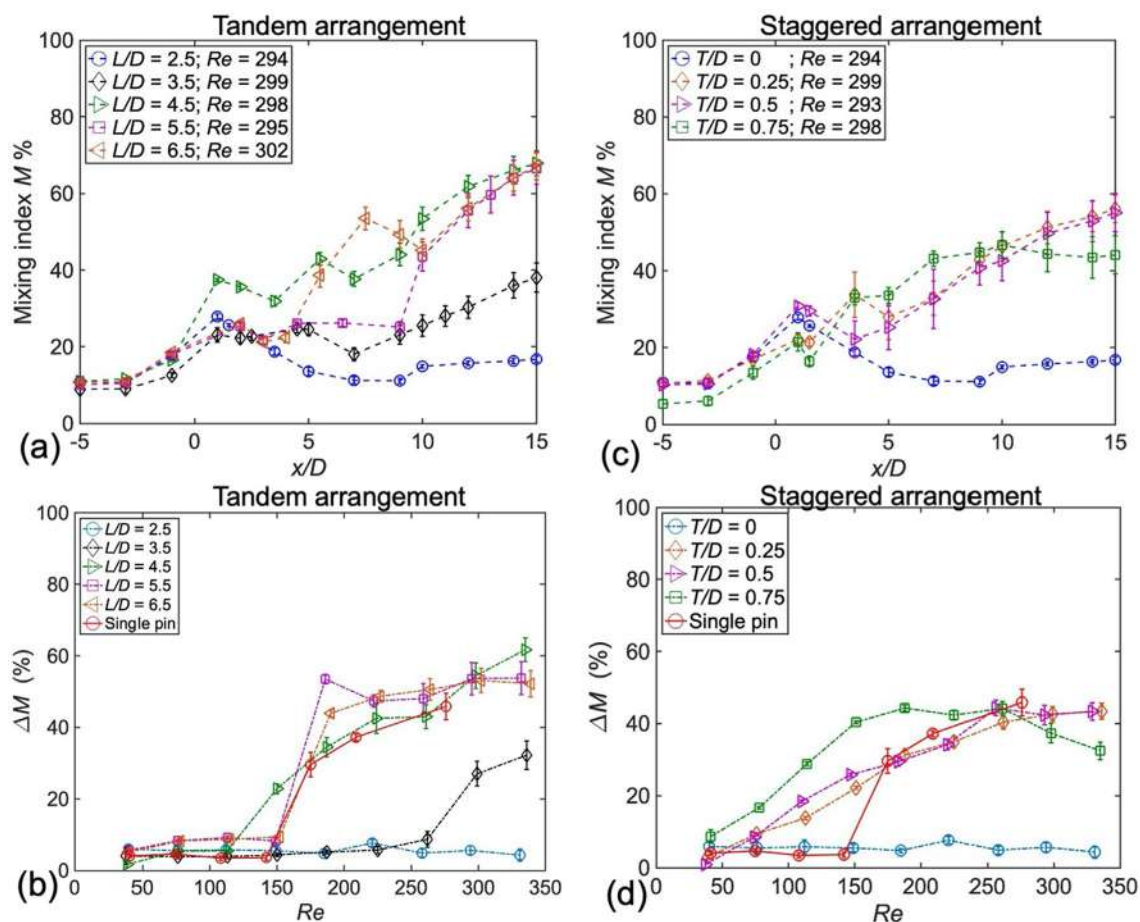 Tandem arrangement
100
80
60
40
20
0
Mixing index M %
L/D = 2.5; Re = 294
L/D = 3.5; Re = 299
L/D = 4.5; Re = 298
L/D = 5.5; Re = 295
L/D = 6.5; Re = 302
-5 0 5 10 15
x/D
(a)
Staggered arrangement
100
80
60
40
20
0
Mixing index M %
T/D = 0 ; Re = 294
T/D = 0.25; Re = 299
T/D = 0.5 ; Re = 293
T/D = 0.75; Re = 298
-5 0 5 10 15
x/D
(c)
Tandem arrangement
100
80
60
40
20
0
ΔM (%)
L/D = 2.5
L/D = 3.5
L/D = 4.5
L/D = 5.5
L/D = 6.5
Single pin
0 50 100 150 200 250 300 350
Re
(b)
Staggered arrangement
100
80
60
40
20
0
ΔM (%)
T/D = 0
T/D = 0.25
T/D = 0.5
T/D = 0.75
Single pin
0 50 100 150 200 250 300 350
Re
(d)